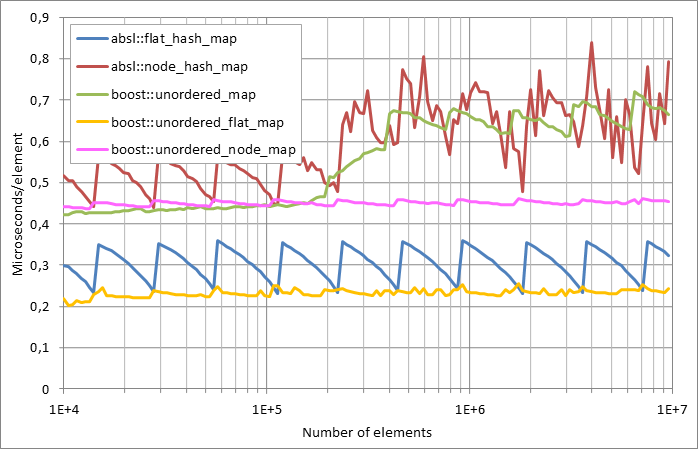 0,9
0,8
0,7
0,6
0,5
0,4
0,3
0,2
0,1
0
Microseconds/element
absl::flat_hash_map
absl::node_hash_map
boost::unordered_map
boost::unordered_flat_map
boost::unordered_node_map
1E+4
1E+5
1E+6
1E+7
Number of elements